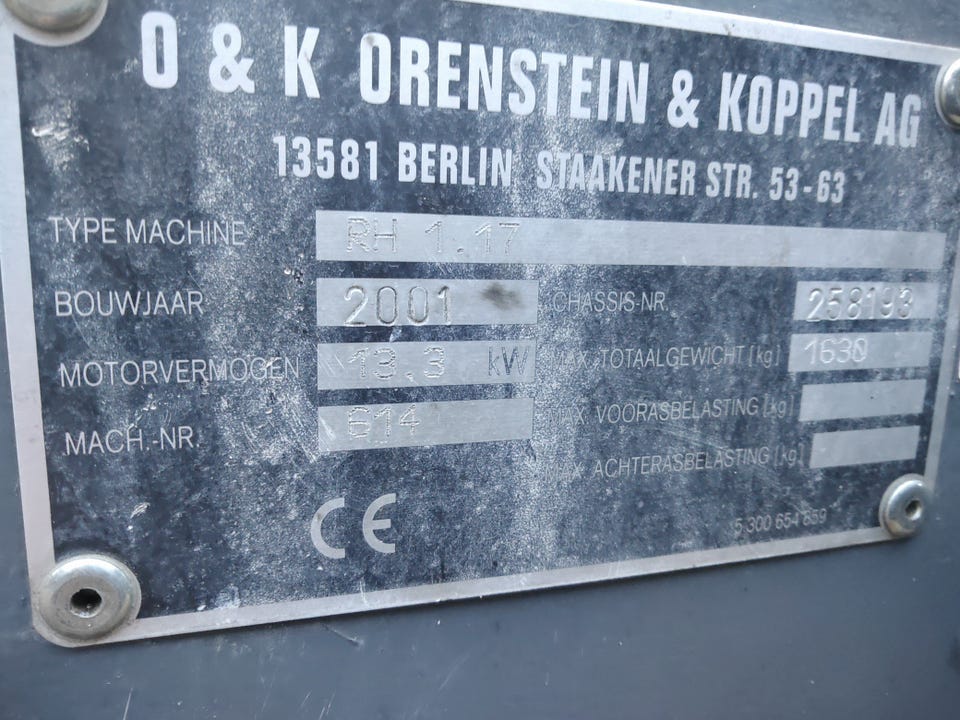 O & K ORENSTEIN & KOPPEL AG
13581 BERLIN STAAKENER STR. 53-63
TYPE MACHINE RH 1.17
BOUWJAAR 2001 CHASSIS-NR. 258193
MOTORVERMOGEN 13.3 kW MAX. TOTAALGEWICHT [kg] 1630
MACH.-NR. 614 MAX. VOORASBELASTING [kg]
MAX. ACHTERASBELASTING [kg]
CE
5 300 654 859